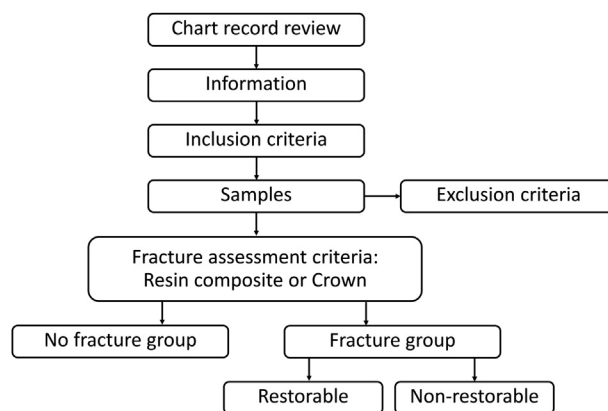 Chart record review
Information
Inclusion criteria
Samples
Exclusion criteria
Fracture assessment criteria:
Resin composite or Crown
No fracture group
Fracture group
Restorable
Non-restorable